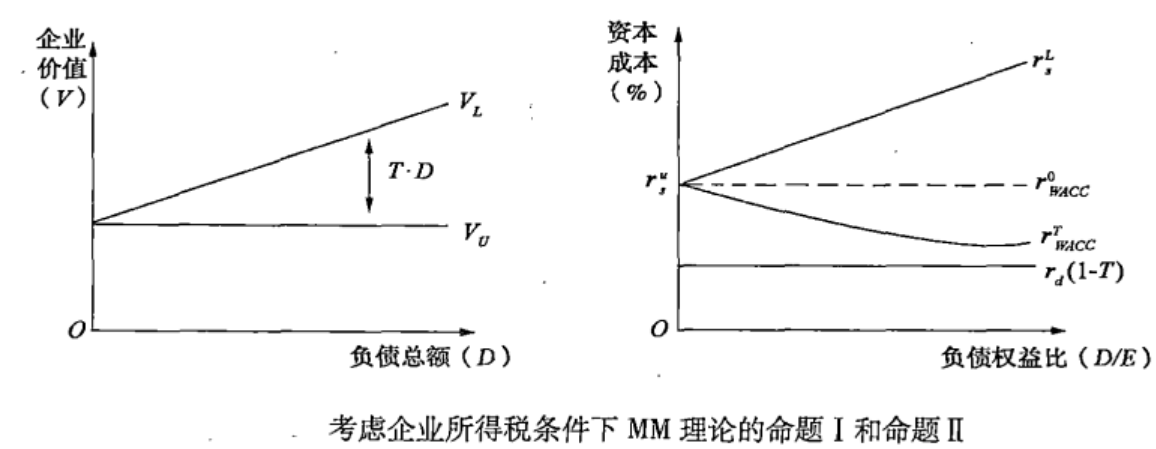 企业
价值
(V)
V_L
T·D
V_U
O
负债总额(D)
资本
成本
(%)
r_s^L
r_s^u
r_{WACC}^0
r_{WACC}^T
r_d(1-T)
O
负债权益比(D/E)
考虑企业所得税条件下 MM 理论的命题Ⅰ和命题Ⅱ